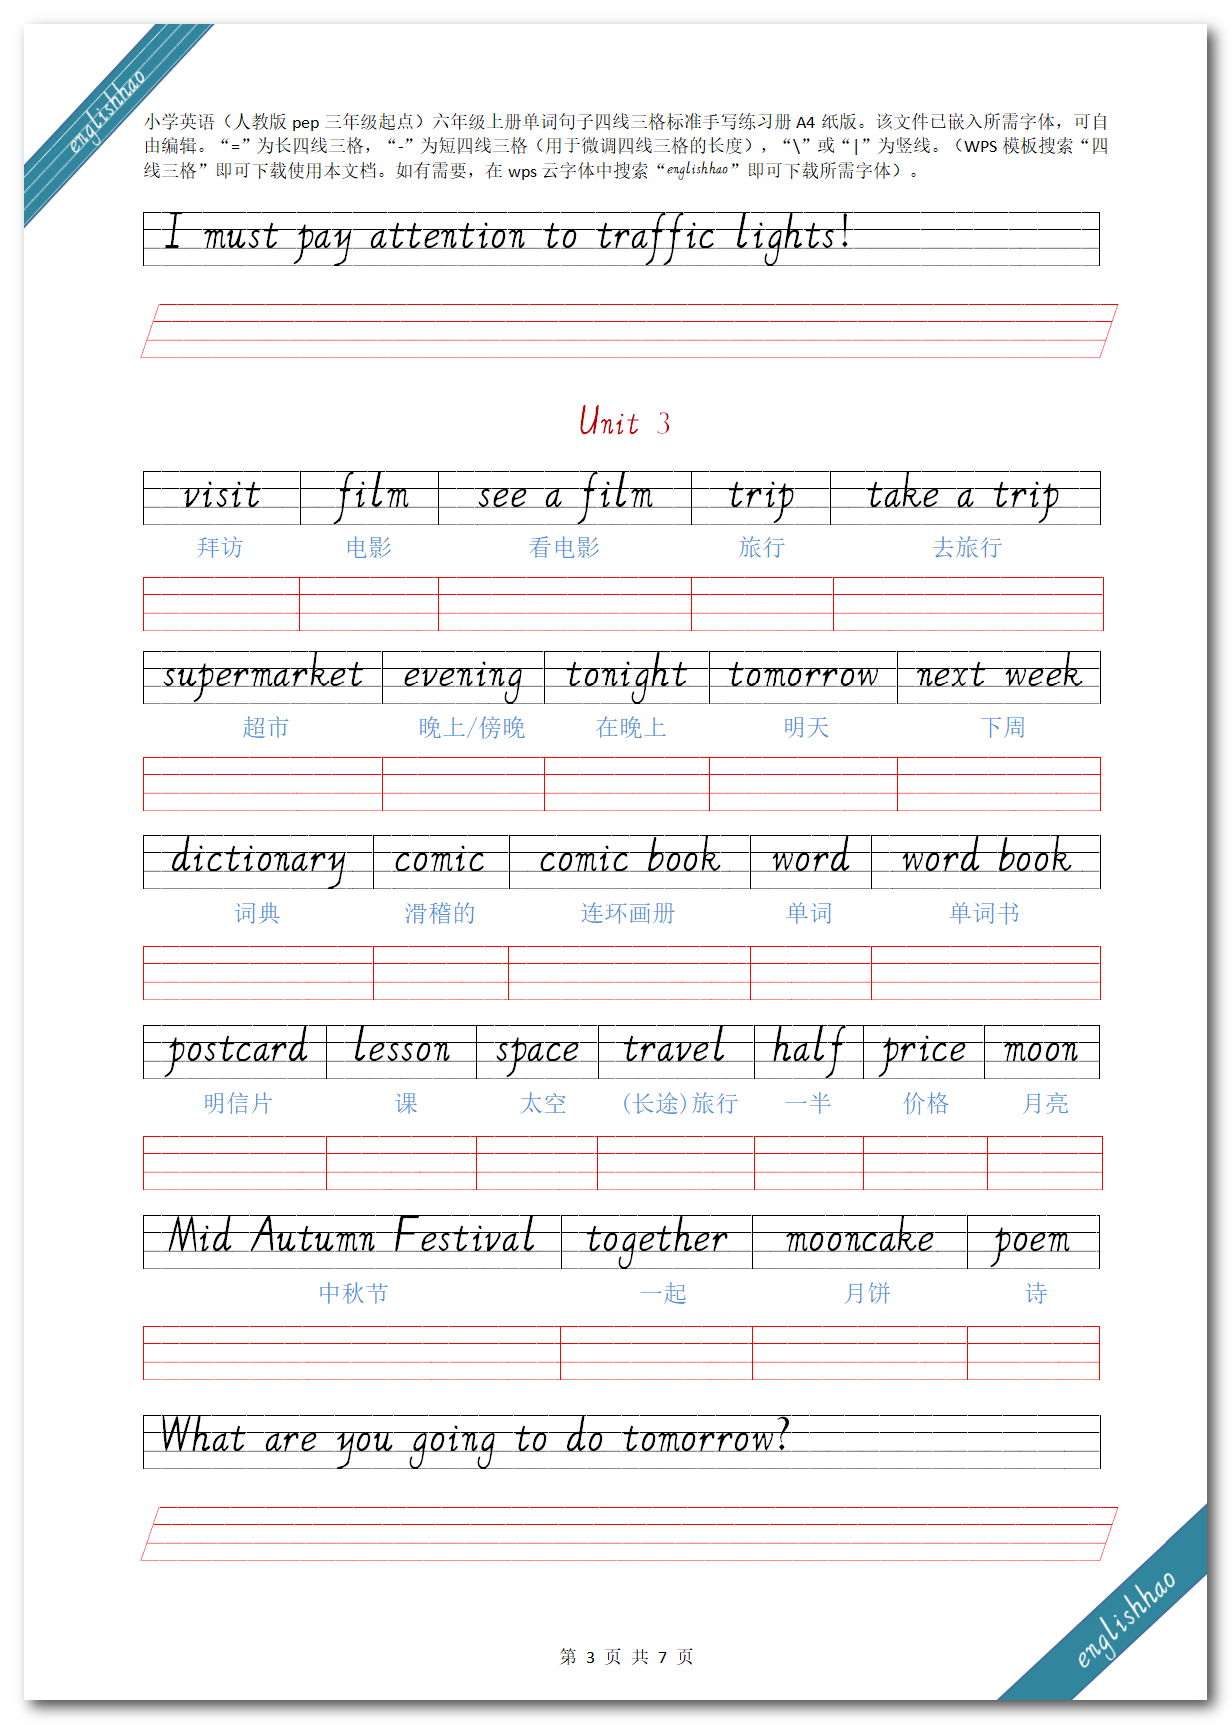 englishhao
小学英语（人教版 pep 三年级起点）六年级上册单词句子四线三格标准手写练习册 A4 纸版。该文件已嵌入所需字体，可自
由编辑。“=”为长四线三格，“-”为短四线三格（用于微调四线三格的长度），“\”或“|”为竖线。（WPS 模板搜索“四
线三格”即可下载使用本文档。如有需要，在 wps 云字体中搜索“englishhao”即可下载所需字体）。
I must pay attention to traffic lights!
Unit 3
visit film see a film trip take a trip
拜访 电影 看电影 旅行 去旅行
supermarket evening tonight tomorrow next week
超市 晚上/傍晚 在晚上 明天 下周
dictionary comic comic book word word book
词典 滑稽的 连环画册 单词 单词书
postcard lesson space travel half price moon
明信片 课 太空 (长途)旅行 一半 价格 月亮
Mid Autumn Festival together mooncake poem
中秋节 一起 月饼 诗
What are you going to do tomorrow?
englishhao
第 3 页 共 7 页